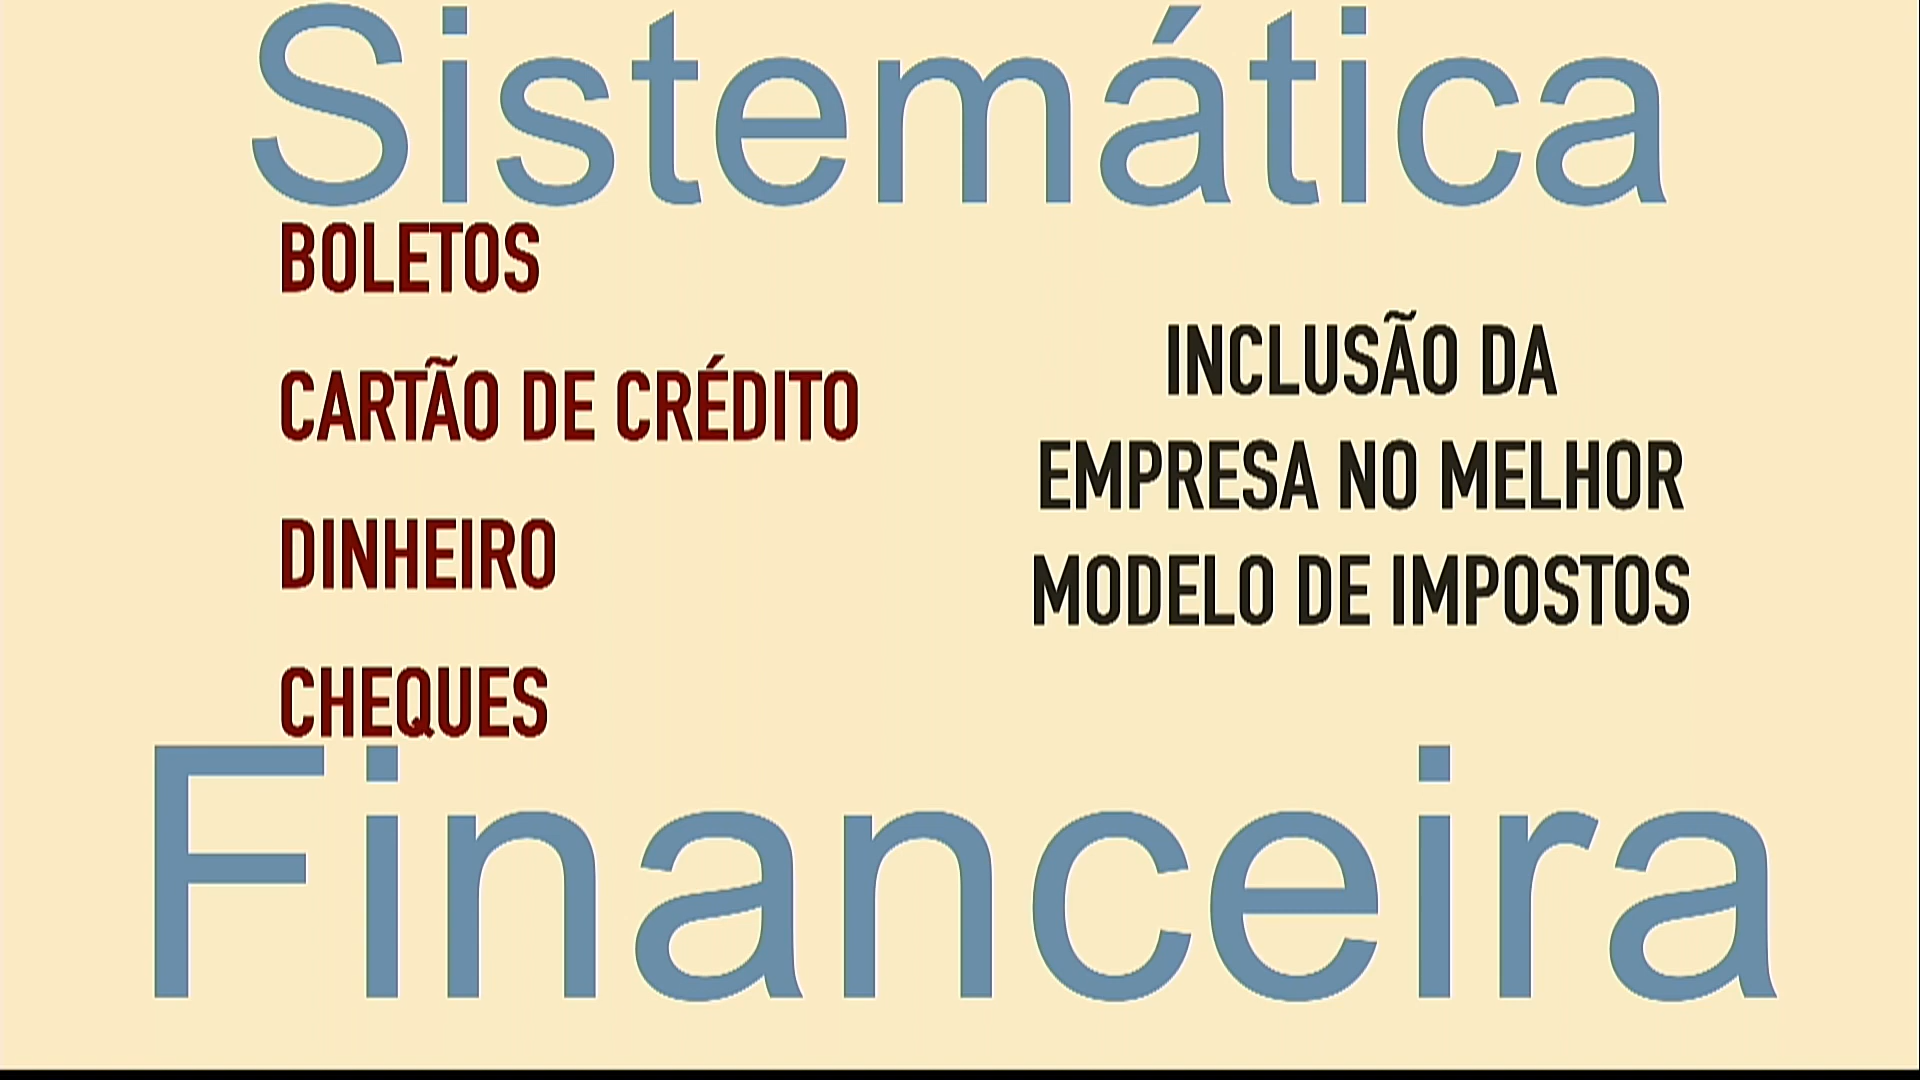 Sistemática
BOLETOS
CARTÃO DE CRÉDITO
DINHEIRO
CHEQUES
INCLUSÃO DA
EMPRESA NO MELHOR
MODELO DE IMPOSTOS
Financeira